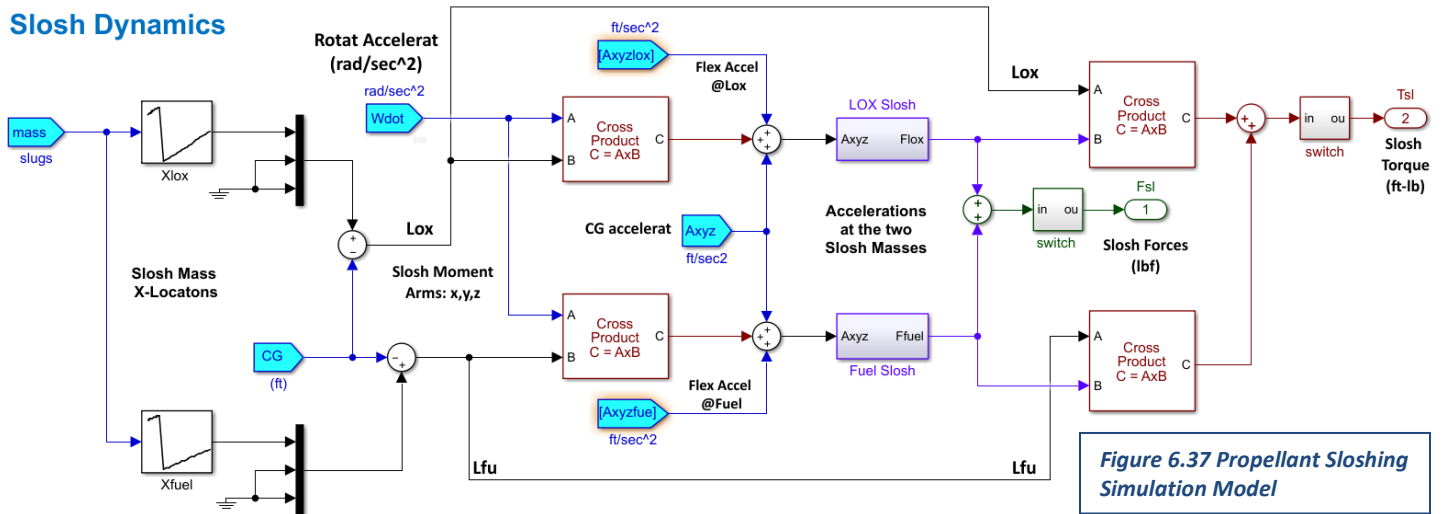 Slosh Dynamics
Rotat Accelerat
(rad/sec^2)
rad/sec^2
Wdot
ft/sec^2
[Axyzlox]
Flex Accel
@Lox
Lox
mass
slugs
Xlox
A
B
Cross
Product
C = AxB
C
LOX Slosh
Axyz
Flox
A
B
Cross
Product
C = AxB
C
+
+
in
ou
switch
Tsl
2
Slosh
Torque
(ft-lb)
+
+
+
-
Lox
Slosh Mass
X-Locatons
Slosh Moment
Arms: x,y,z
CG accelerat
Axyz
ft/sec2
Accelerations
at the two
Slosh Masses
+
+
in
ou
switch
Fsl
1
Slosh Forces
(lbf)
CG
(ft)
-
+
A
B
Cross
Product
C = AxB
C
+
+
Axyz
Ffuel
Fuel Slosh
A
B
Cross
Product
C = AxB
C
Flex Accel
@Fuel
[Axyzfue]
ft/sec^2
Xfuel
Lfu
Lfu
Figure 6.37 Propellant Sloshing
Simulation Model